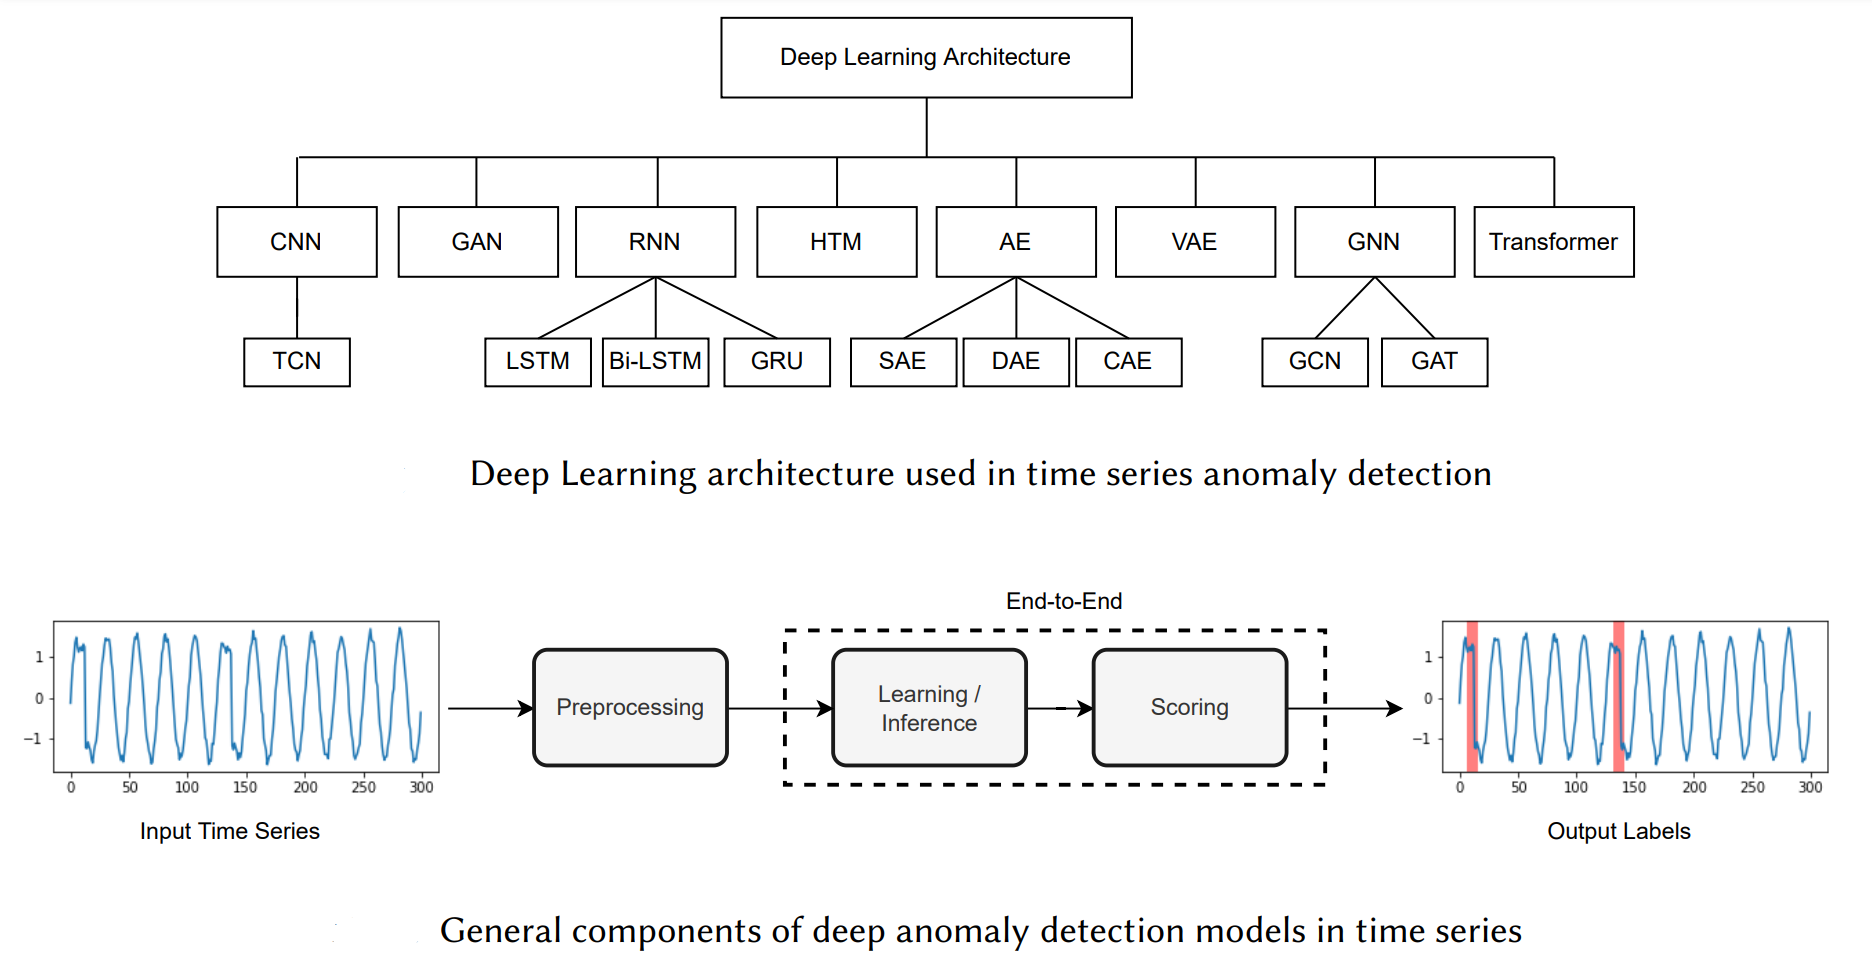 Deep Learning Architecture
CNN
GAN
RNN
HTM
AE
VAE
GNN
Transformer
TCN
LSTM
Bi-LSTM
GRU
SAE
DAE
CAE
GCN
GAT
Deep Learning architecture used in time series anomaly detection
End-to-End
1
0
−1
0 50 100 150 200 250 300
Input Time Series
Preprocessing
Learning /
Inference
Scoring
1
0
−1
0 50 100 150 200 250 300
Output Labels
General components of deep anomaly detection models in time series